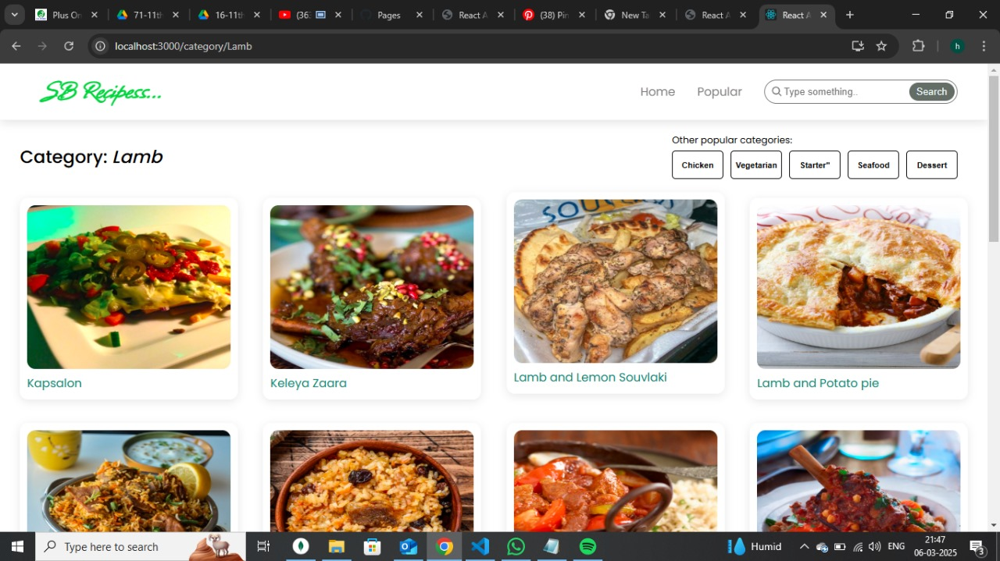 Plus On
71-11th
16-11th
(36
Pages
React A
(38) Pin
New Ta
React A
React A
localhost:3000/category/Lamb
h
SB Recipess...
Home
Popular
Type something..
Search
Category: Lamb
Other popular categories:
Chicken
Vegetarian
Starter"
Seafood
Dessert
Kapsalon
Keleya Zaara
Lamb and Lemon Souvlaki
Lamb and Potato pie
Type here to search
Humid
ENG
21:47
06-03-2025
3